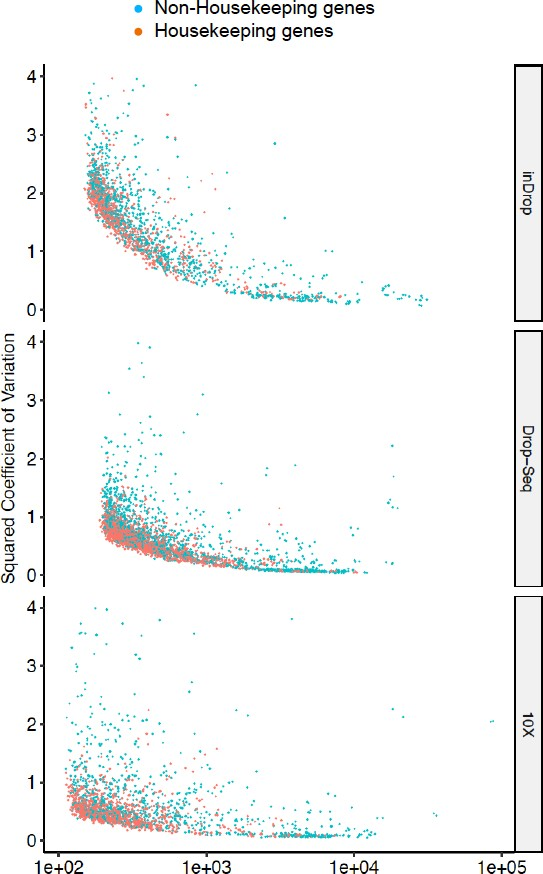 Non-Housekeeping genes
Housekeeping genes
Squared Coefficient of Variation
4
3
2
1
0
inDrop
4
3
2
1
0
Drop-Seq
4
3
2
1
0
10X
1e+02 1e+03 1e+04 1e+05